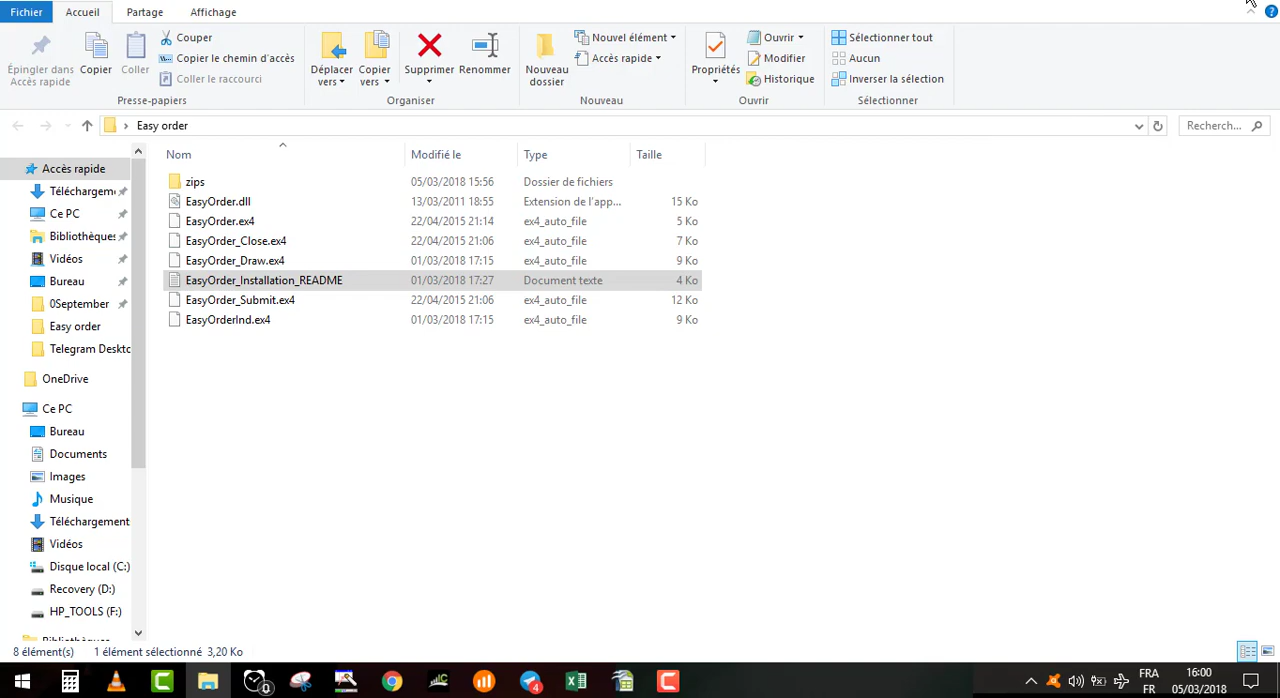 Fichier Accueil Partage Affichage
Épingler dans Accès rapide
Copier
Coller
Couper
Copier le chemin d'accès
Coller le raccourci
Presse-papiers
Déplacer vers
Copier vers
Supprimer
Renommer
Organiser
Nouveau dossier
Nouvel élément
Accès rapide
Nouveau
Propriétés
Ouvrir
Modifier
Historique
Ouvrir
Sélectionner tout
Aucun
Inverser la sélection
Sélectionner
Easy order
Recherch...
Accès rapide
Téléchargem
Ce PC
Bibliothèques
Vidéos
Bureau
0September
Easy order
Telegram Deskto
OneDrive
Ce PC
Bureau
Documents
Images
Musique
Téléchargement
Vidéos
Disque local (C:)
Recovery (D:)
HP_TOOLS (F:)
Bibliothèques
Nom Modifié le Type Taille
zips 05/03/2018 15:56 Dossier de fichiers
EasyOrder.dll 13/03/2011 18:55 Extension de l'app... 15 Ko
EasyOrder.ex4 22/04/2015 21:14 ex4_auto_file 5 Ko
EasyOrder_Close.ex4 22/04/2015 21:06 ex4_auto_file 7 Ko
EasyOrder_Draw.ex4 01/03/2018 17:15 ex4_auto_file 9 Ko
EasyOrder_Installation_README 01/03/2018 17:27 Document texte 4 Ko
EasyOrder_Submit.ex4 22/04/2015 21:06 ex4_auto_file 12 Ko
EasyOrderInd.ex4 01/03/2018 17:15 ex4_auto_file 9 Ko
8 élément(s) 1 élément sélectionné 3,20 Ko
0
4
FRA
FR
16:00
05/03/2018